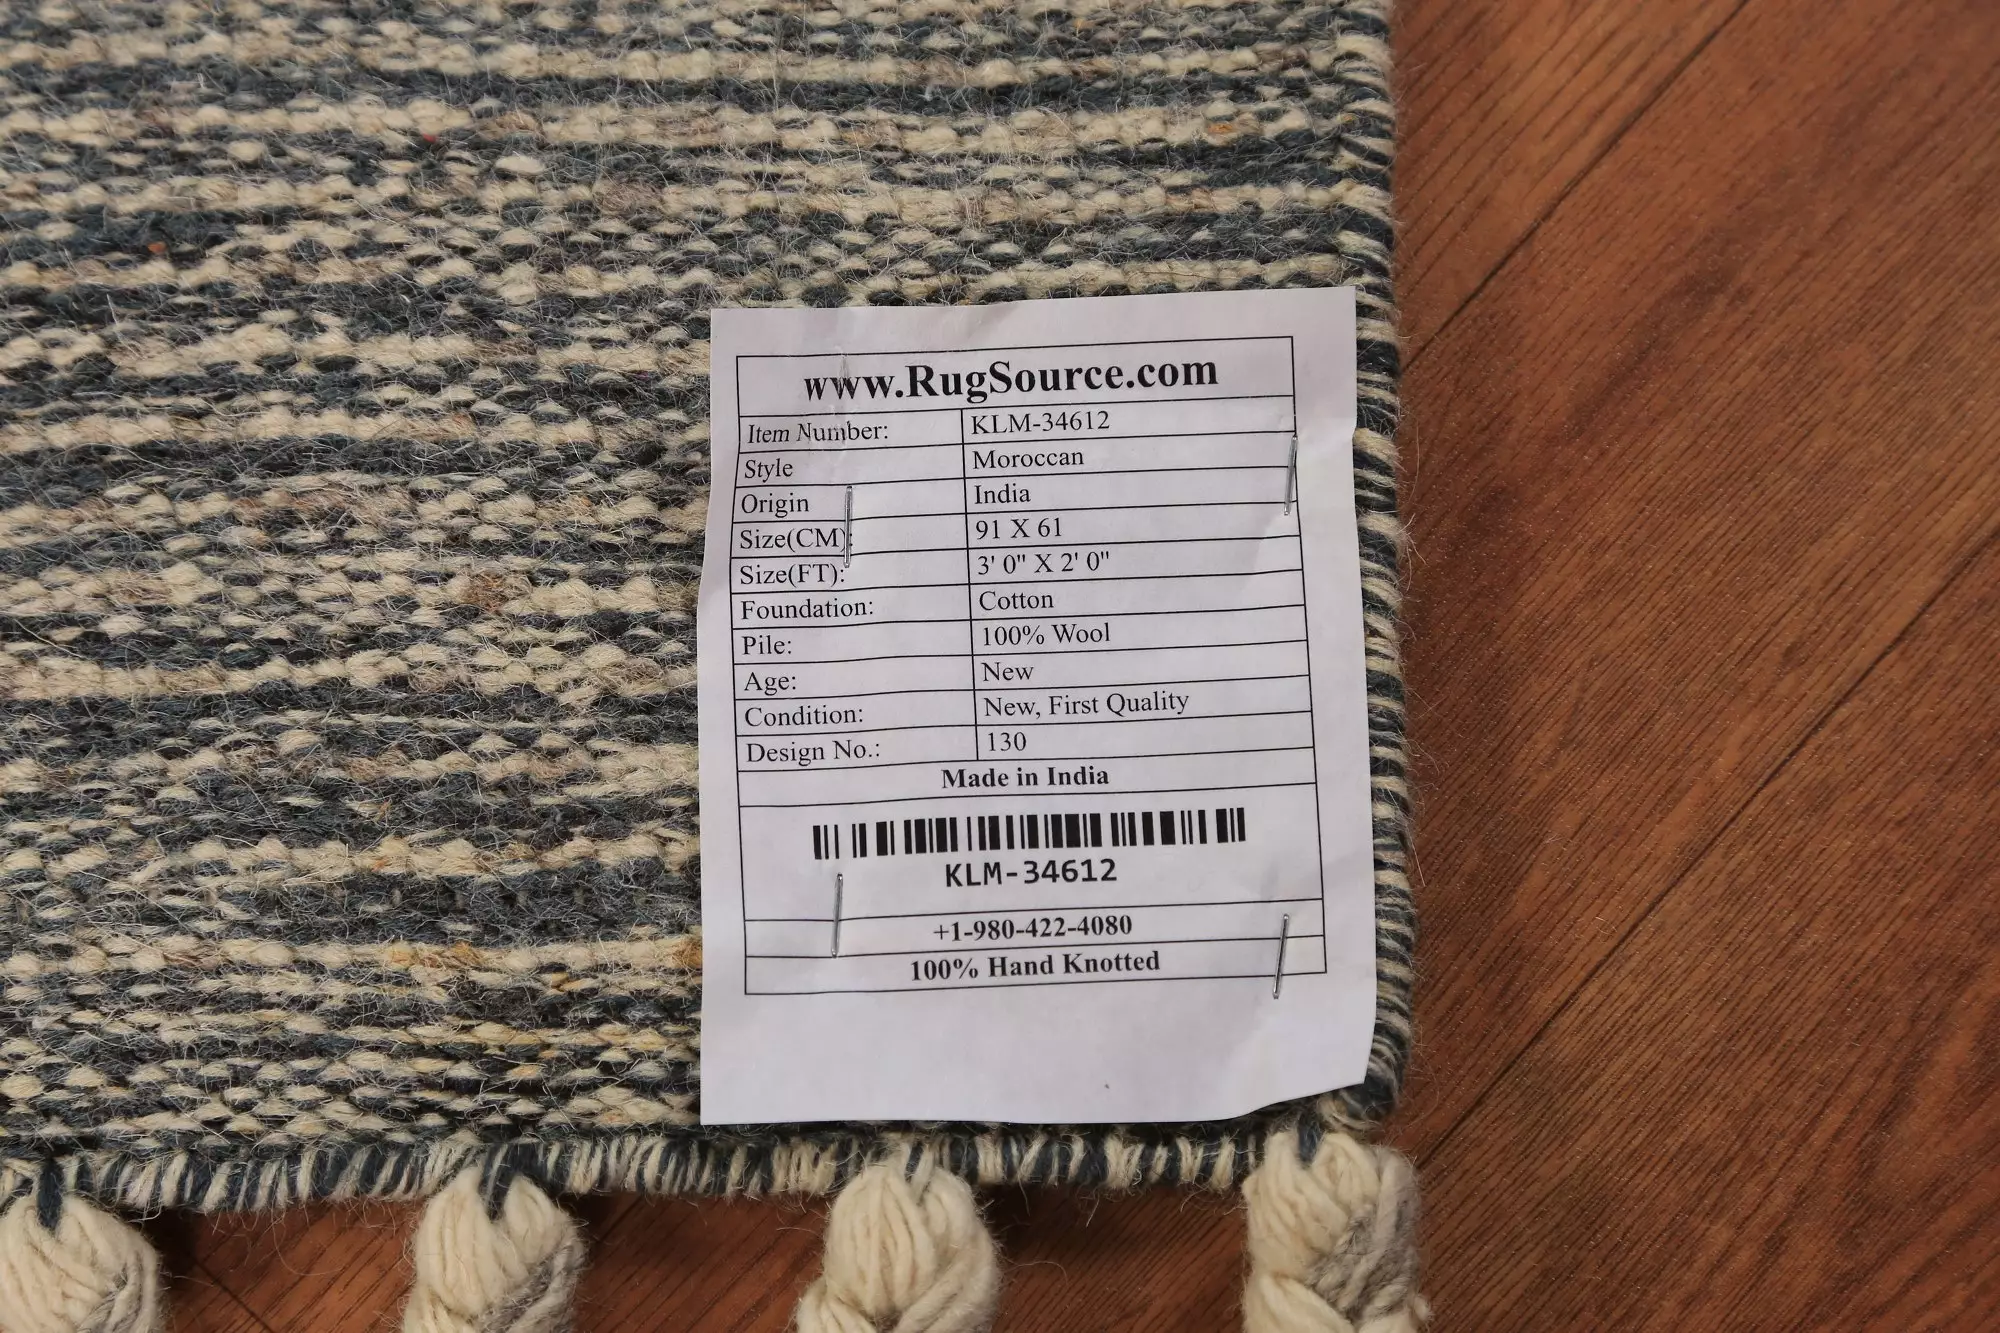 www.RugSource.com
Item Number: KLM-34612
Style Moroccan
Origin India
Size(CM): 91 X 61
Size(FT): 3' 0" X 2' 0"
Foundation: Cotton
Pile: 100% Wool
Age: New
Condition: New, First Quality
Design No.: 130
Made in India
KLM-34612
+1-980-422-4080
100% Hand Knotted